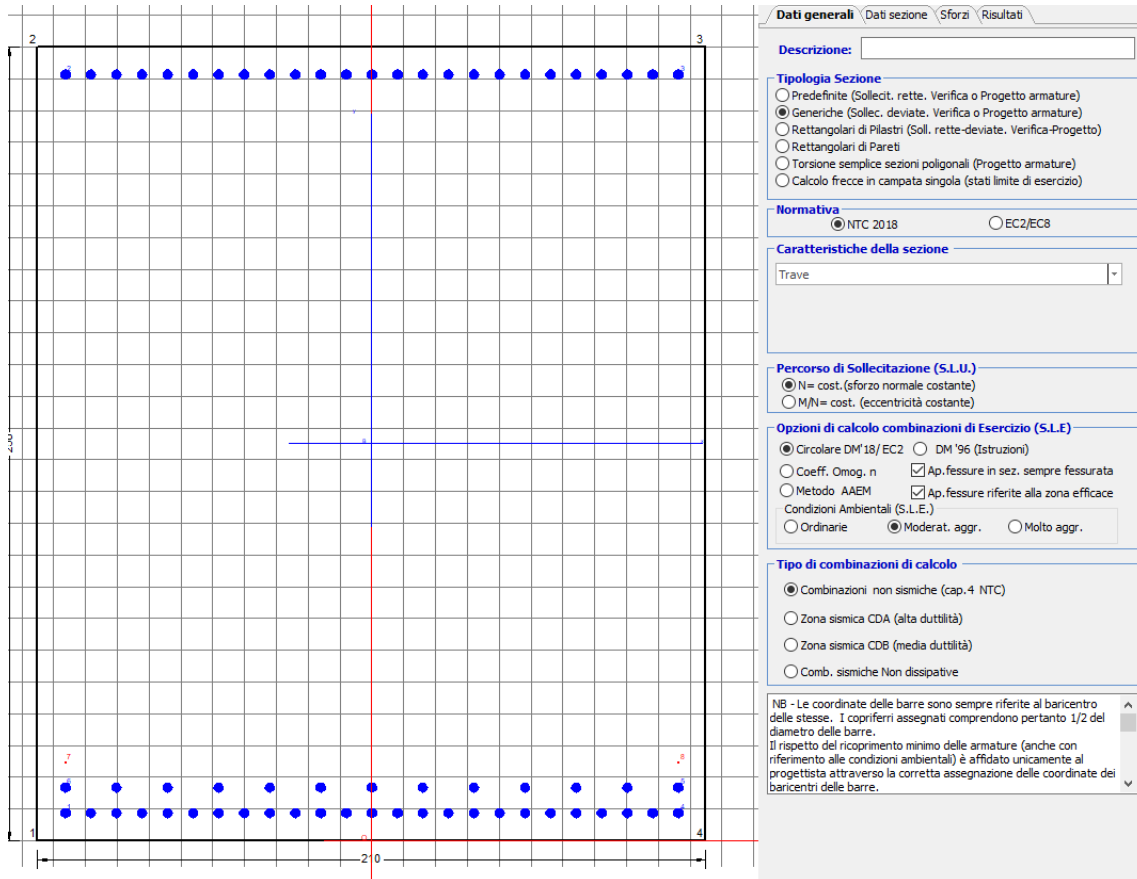 2
3
2
3
Y
250
7
8
6
5
1
4
1
4
O
210
Dati generali
Dati sezione
Sforzi
Risultati
Descrizione:
Tipologia Sezione
Predefinite (Sollecit. rette. Verifica o Progetto armature)
Generiche (Sollec. deviate. Verifica o Progetto armature)
Rettangolari di Pilastri (Soll. rette-deviate. Verifica-Progetto)
Rettangolari di Pareti
Torsione semplice sezioni poligonali (Progetto armature)
Calcolo frecce in campata singola (stati limite di esercizio)
Normativa
NTC 2018
EC2/EC8
Caratteristiche della sezione
Trave
Percorso di Sollecitazione (S.L.U.)
N= cost.(sforzo normale costante)
M/N= cost. (eccentricità costante)
Opzioni di calcolo combinazioni di Esercizio (S.L.E)
Circolare DM'18/ EC2
DM '96 (Istruzioni)
Coeff. Omog. n
Ap.fessure in sez. sempre fessurata
Metodo AAEM
Ap.fessure riferite alla zona efficace
Condizioni Ambientali (S.L.E.)
Ordinarie
Moderat. aggr.
Molto aggr.
Tipo di combinazioni di calcolo
Combinazioni non sismiche (cap.4 NTC)
Zona sismica CDA (alta duttilità)
Zona sismica CDB (media duttilità)
Comb. sismiche Non dissipative
NB - Le coordinate delle barre sono sempre riferite al baricentro
delle stesse. I copriferri assegnati comprendono pertanto 1/2 del
diametro delle barre.
Il rispetto del ricoprimento minimo delle armature (anche con
riferimento alle condizioni ambientali) è affidato unicamente al
progettista attraverso la corretta assegnazione delle coordinate dei
baricentri delle barre.